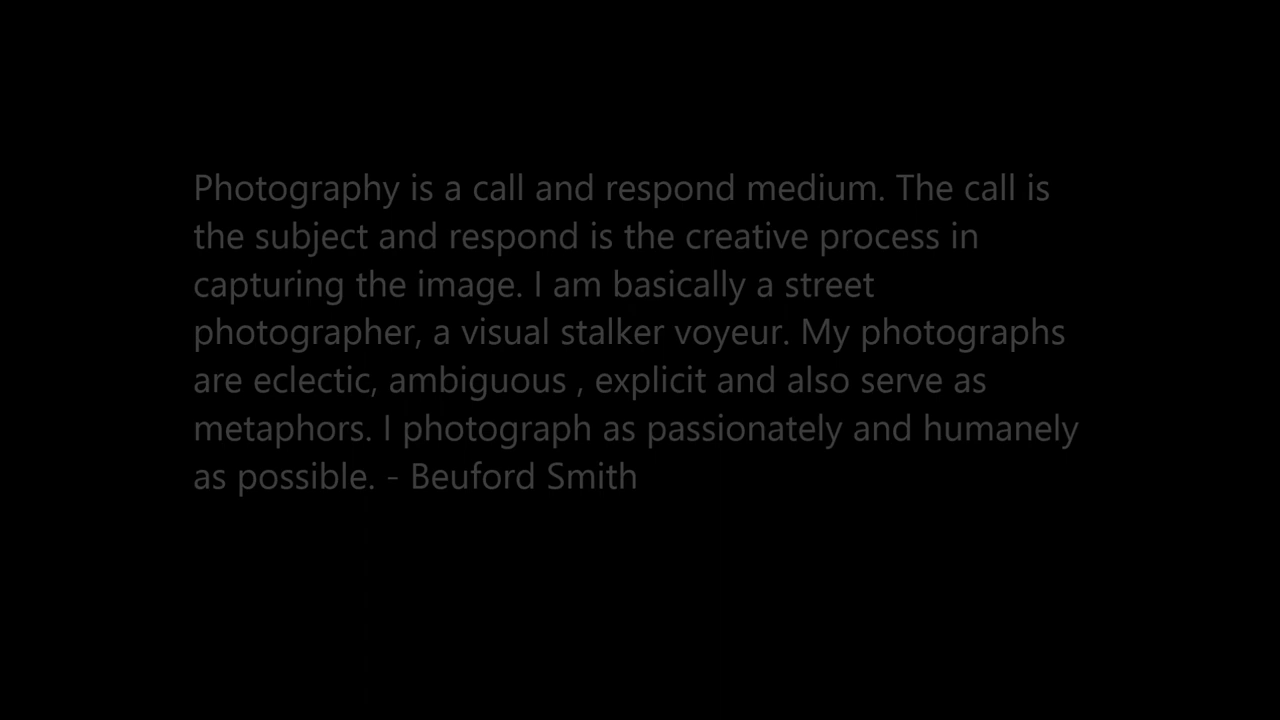 Photography is a call and respond medium. The call is
the subject and respond is the creative process in
capturing the image. I am basically a street
photographer, a visual stalker voyeur. My photographs
are eclectic, ambiguous , explicit and also serve as
metaphors. I photograph as passionately and humanely
as possible. - Beuford Smith